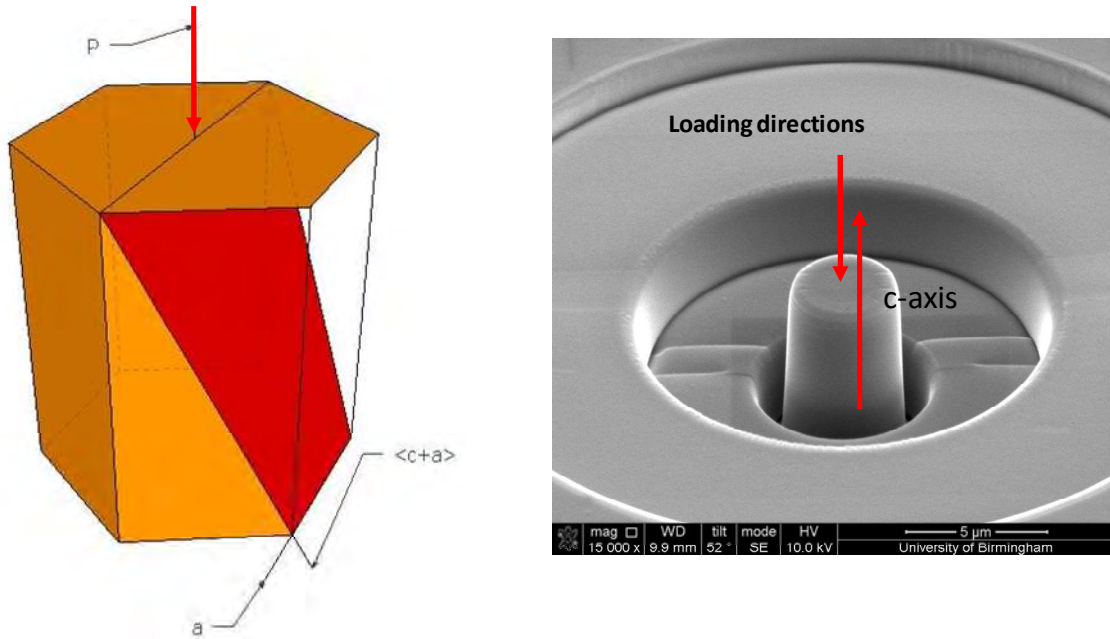 P
<c+a>
a
Loading directions
c-axis
mag □ WD tilt mode HV
15 000 x 9.9 mm 52 ° SE 10.0 kV
5 µm
University of Birmingham